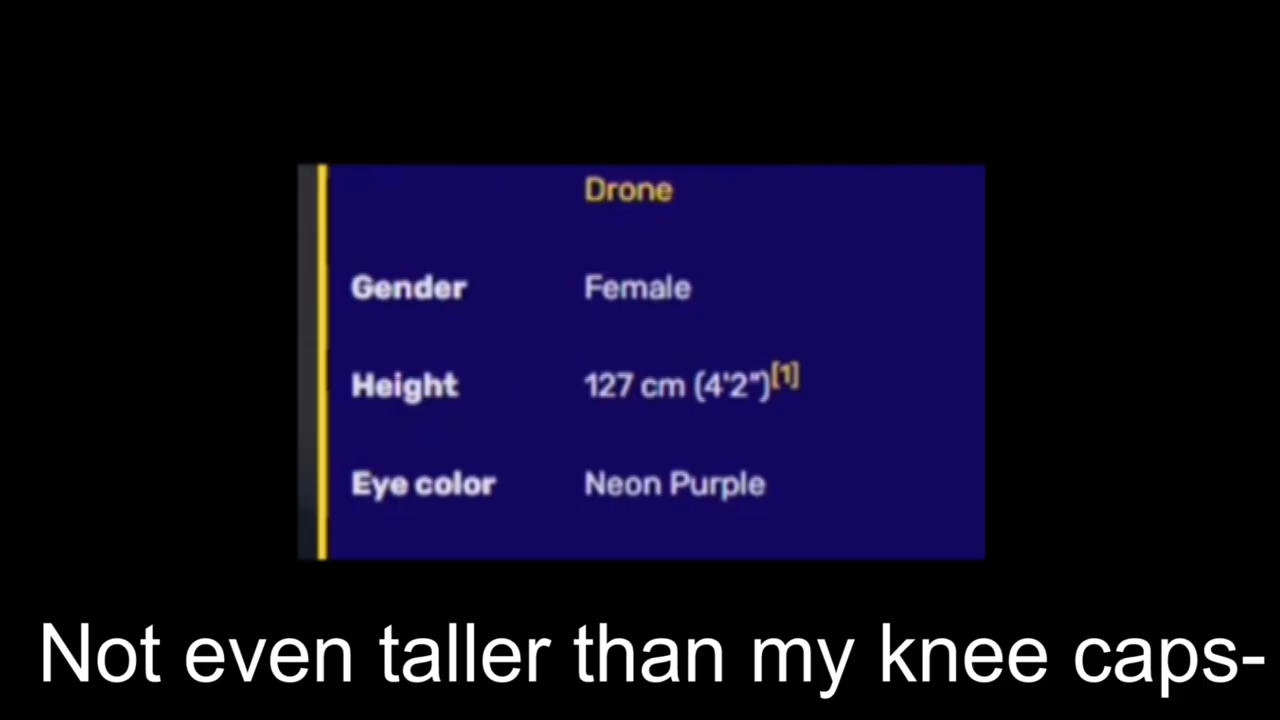 Drone
Gender Female
Height 127 cm (4'2")[1]
Eye color Neon Purple
Not even taller than my knee caps-